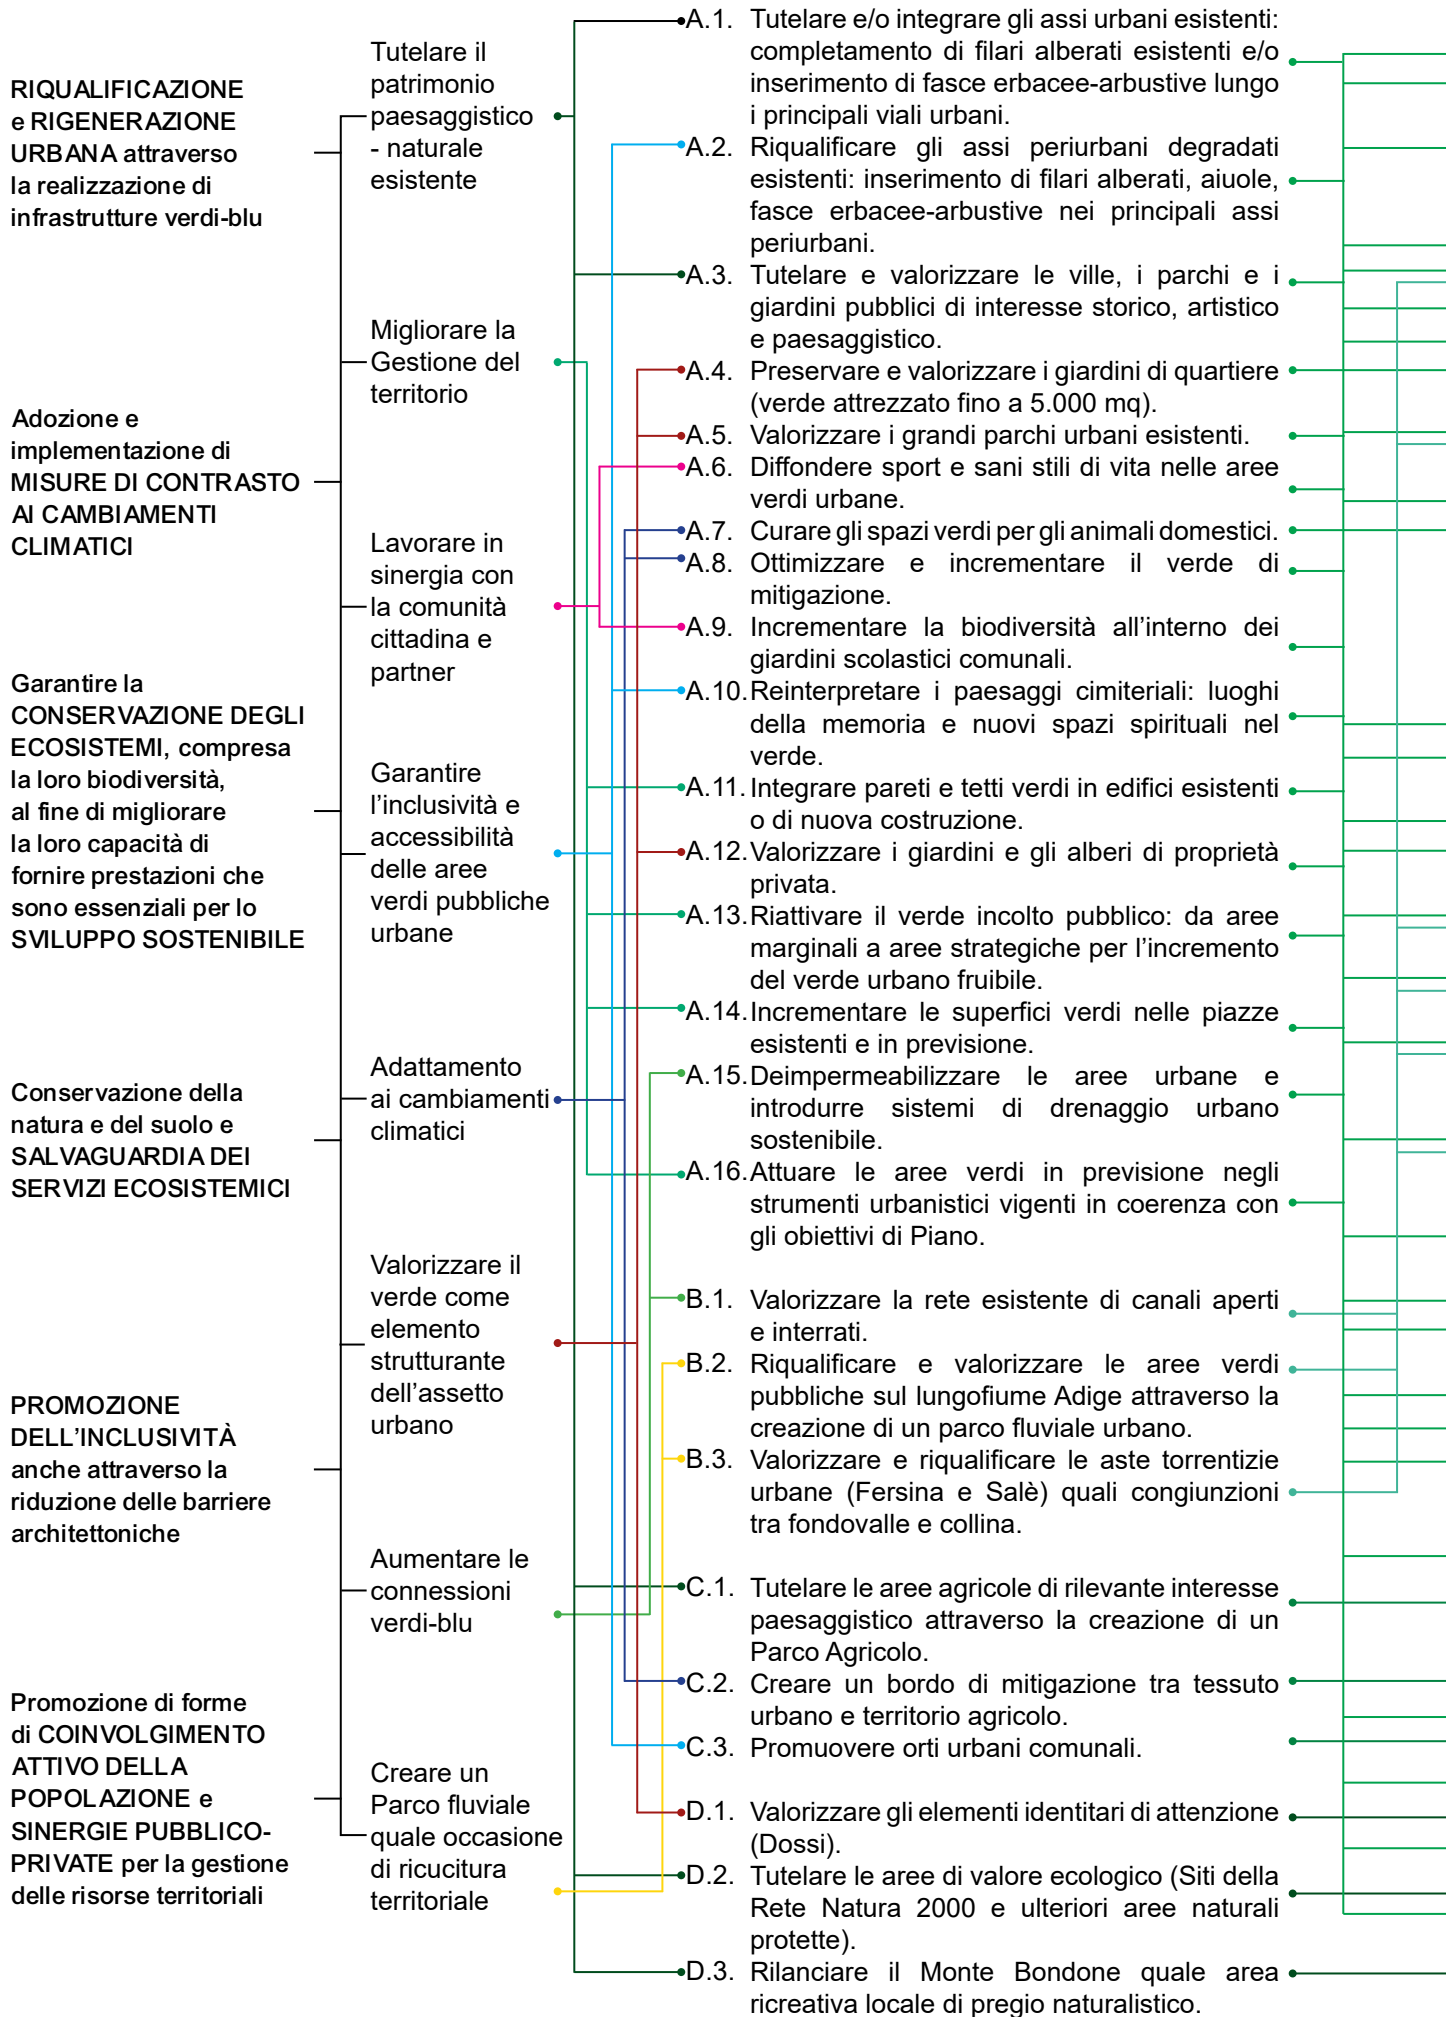 RIQUALIFICAZIONE
e RIGENERAZIONE
URBANA attraverso
la realizzazione di
infrastrutture verdi-blu
Adozione e
implementazione di
MISURE DI CONTRASTO
AI CAMBIAMENTI
CLIMATICI
Garantire la
CONSERVAZIONE DEGLI
ECOSISTEMI, compresa
la loro biodiversità,
al fine di migliorare
la loro capacità di
fornire prestazioni che
sono essenziali per lo
SVILUPPO SOSTENIBILE
Conservazione della
natura e del suolo e
SALVAGUARDIA DEI
SERVIZI ECOSISTEMICI
PROMOZIONE
DELL'INCLUSIVITÀ
anche attraverso la
riduzione delle barriere
architettoniche
Promozione di forme
di COINVOLGIMENTO
ATTIVO DELLA
POPOLAZIONE e
SINERGIE PUBBLICO-
PRIVATE per la gestione
delle risorse territoriali
Tutelare il
patrimonio
paesaggistico
- naturale
esistente
Migliorare la
Gestione del
territorio
Lavorare in
sinergia con
la comunità
cittadina e
partner
Garantire
l'inclusività e
accessibilità
delle aree
verdi pubbliche
urbane
Adattamento
ai cambiamenti
climatici
Valorizzare il
verde come
elemento
strutturante
dell'assetto
urbano
Aumentare le
connessioni
verdi-blu
Creare un
Parco fluviale
quale occasione
di ricucitura
territoriale
A.1. Tutelare e/o integrare gli assi urbani esistenti:
completamento di filari alberati esistenti e/o
inserimento di fasce erbacee-arbustive lungo
i principali viali urbani.
A.2. Riqualificare gli assi periurbani degradati
esistenti: inserimento di filari alberati, aiuole,
fasce erbacee-arbustive nei principali assi
periurbani.
A.3. Tutelare e valorizzare le ville, i parchi e i
giardini pubblici di interesse storico, artistico
e paesaggistico.
A.4. Preservare e valorizzare i giardini di quartiere
(verde attrezzato fino a 5.000 mq).
A.5. Valorizzare i grandi parchi urbani esistenti.
A.6. Diffondere sport e sani stili di vita nelle aree
verdi urbane.
A.7. Curare gli spazi verdi per gli animali domestici.
A.8. Ottimizzare e incrementare il verde di
mitigazione.
A.9. Incrementare la biodiversità all'interno dei
giardini scolastici comunali.
A.10. Reinterpretare i paesaggi cimiteriali: luoghi
della memoria e nuovi spazi spirituali nel
verde.
A.11. Integrare pareti e tetti verdi in edifici esistenti
o di nuova costruzione.
A.12. Valorizzare i giardini e gli alberi di proprietà
privata.
A.13. Riattivare il verde incolto pubblico: da aree
marginali a aree strategiche per l'incremento
del verde urbano fruibile.
A.14. Incrementare le superfici verdi nelle piazze
esistenti e in previsione.
A.15. Deimpermeabilizzare le aree urbane e
introdurre sistemi di drenaggio urbano
sostenibile.
A.16. Attuare le aree verdi in previsione negli
strumenti urbanistici vigenti in coerenza con
gli obiettivi di Piano.
B.1. Valorizzare la rete esistente di canali aperti
e interrati.
B.2. Riqualificare e valorizzare le aree verdi
pubbliche sul lungofiume Adige attraverso la
creazione di un parco fluviale urbano.
B.3. Valorizzare e riqualificare le aste torrentizie
urbane (Fersina e Salè) quali congiunzioni
tra fondovalle e collina.
C.1. Tutelare le aree agricole di rilevante interesse
paesaggistico attraverso la creazione di un
Parco Agricolo.
C.2. Creare un bordo di mitigazione tra tessuto
urbano e territorio agricolo.
C.3. Promuovere orti urbani comunali.
D.1. Valorizzare gli elementi identitari di attenzione
(Dossi).
D.2. Tutelare le aree di valore ecologico (Siti della
Rete Natura 2000 e ulteriori aree naturali
protette).
D.3. Rilanciare il Monte Bondone quale area
ricreativa locale di pregio naturalistico.